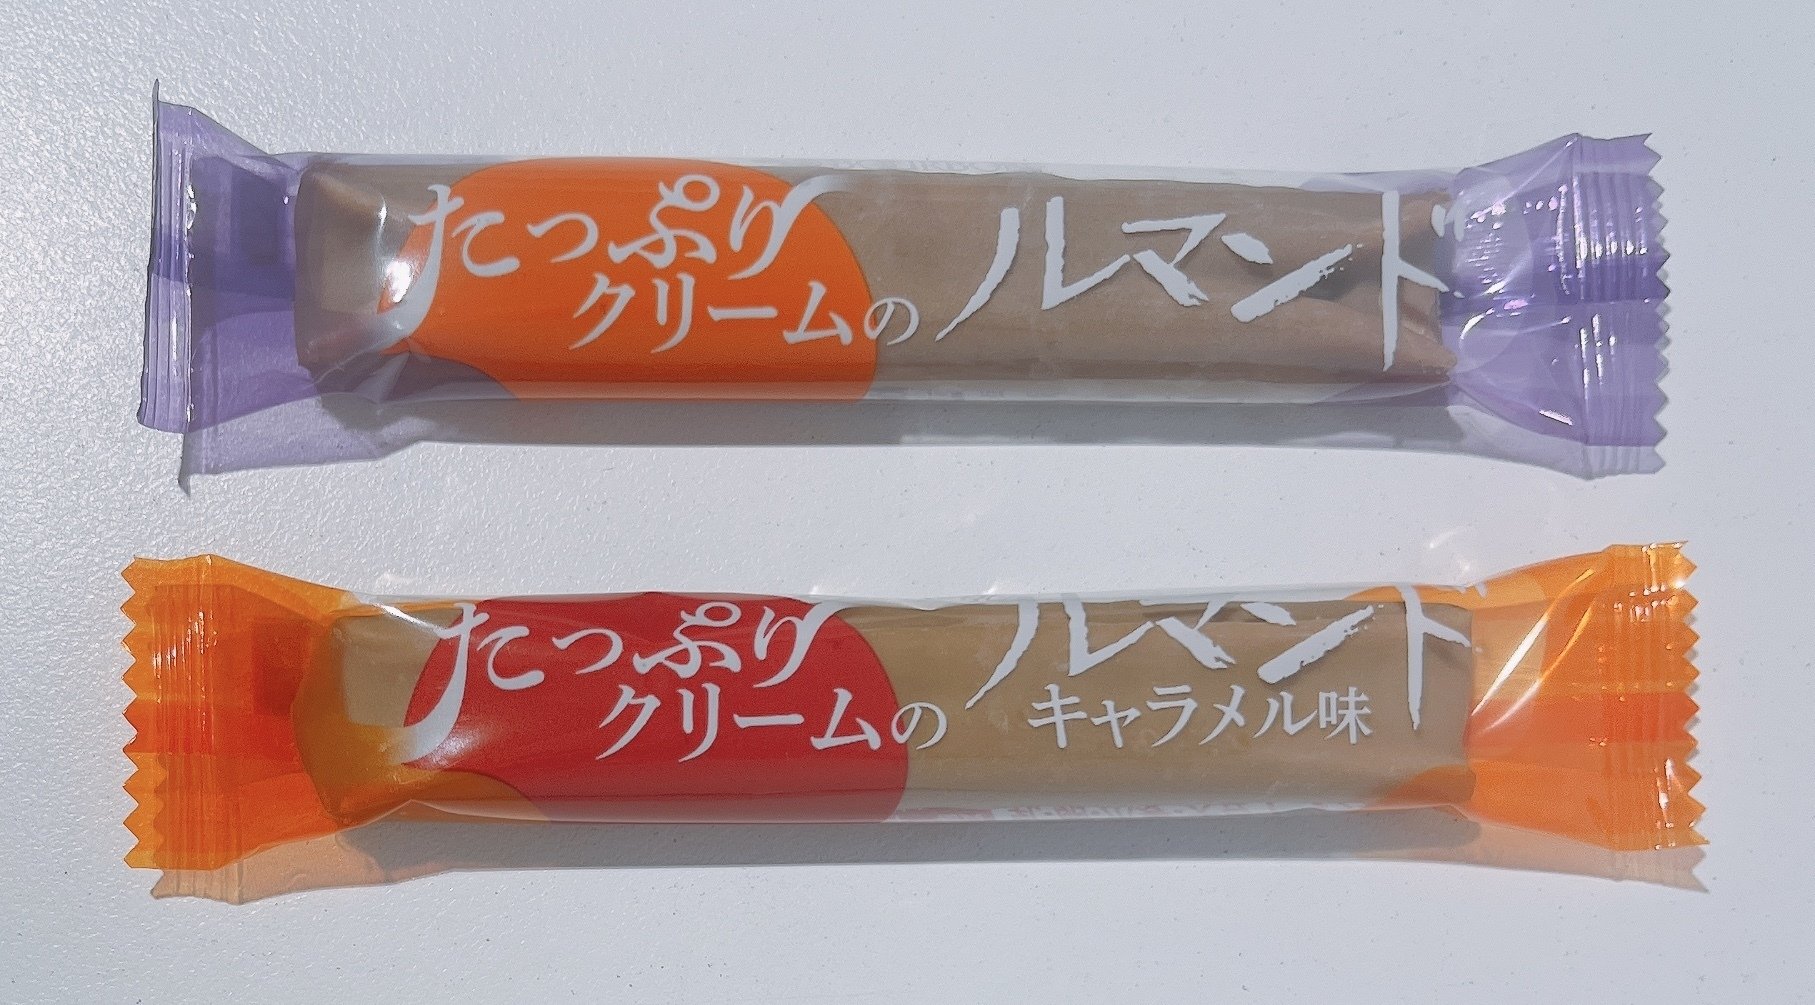 たっぷり
クリームの
ルマンド
たっぷり
クリームの
ルマンド
キャラメル味